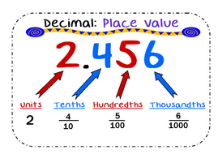 Decimal: Place value
2.456
Units Tenths Hundredths Thousandths
2 4/10 5/100 6/1000